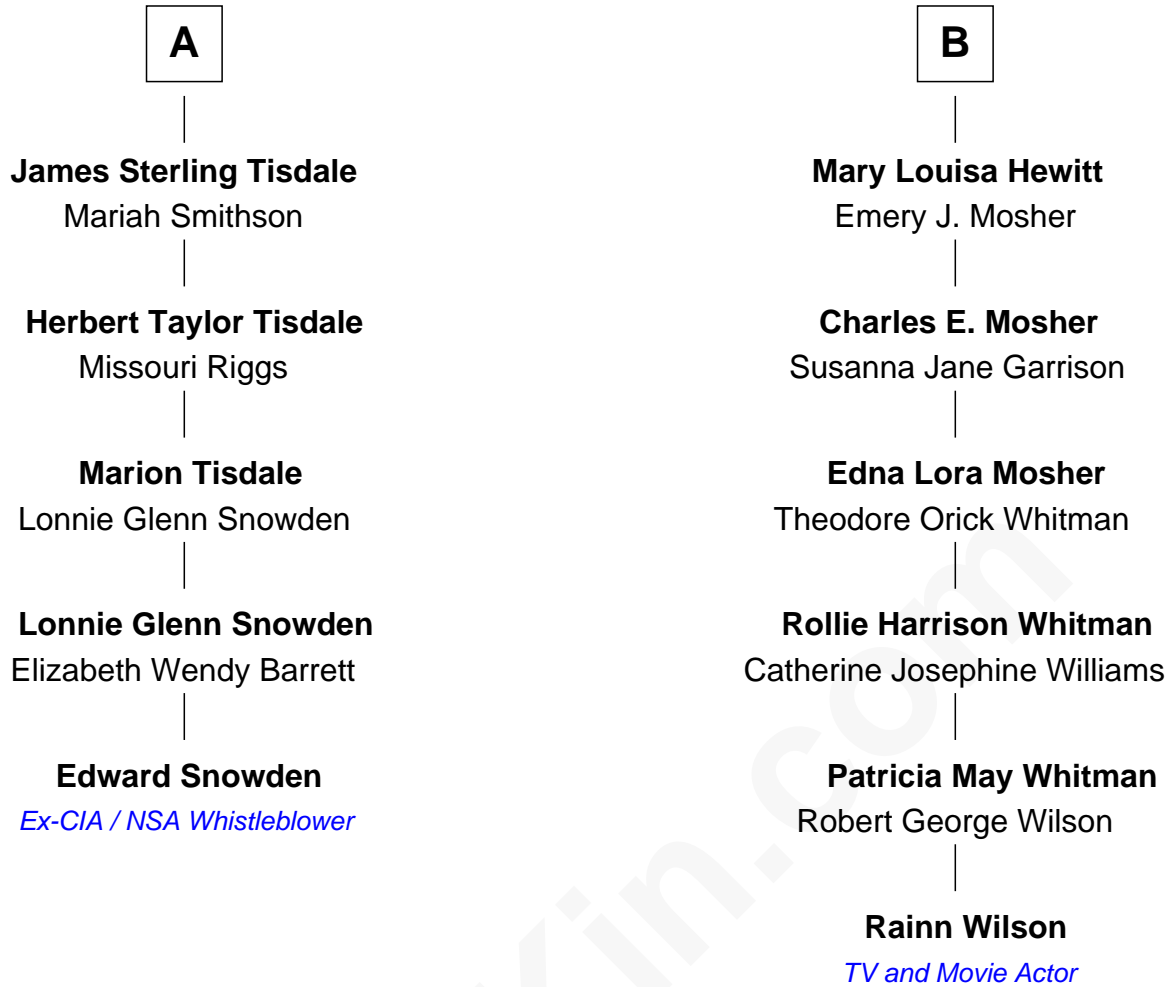 A
James Sterling Tisdale
Mariah Smithson
Herbert Taylor Tisdale
Missouri Riggs
Marion Tisdale
Lonnie Glenn Snowden
Lonnie Glenn Snowden
Elizabeth Wendy Barrett
Edward Snowden
Ex-CIA / NSA Whistleblower
B
Mary Louisa Hewitt
Emery J. Mosher
Charles E. Mosher
Susanna Jane Garrison
Edna Lora Mosher
Theodore Orick Whitman
Rollie Harrison Whitman
Catherine Josephine Williams
Patricia May Whitman
Robert George Wilson
Rainn Wilson
TV and Movie Actor
Kin.com